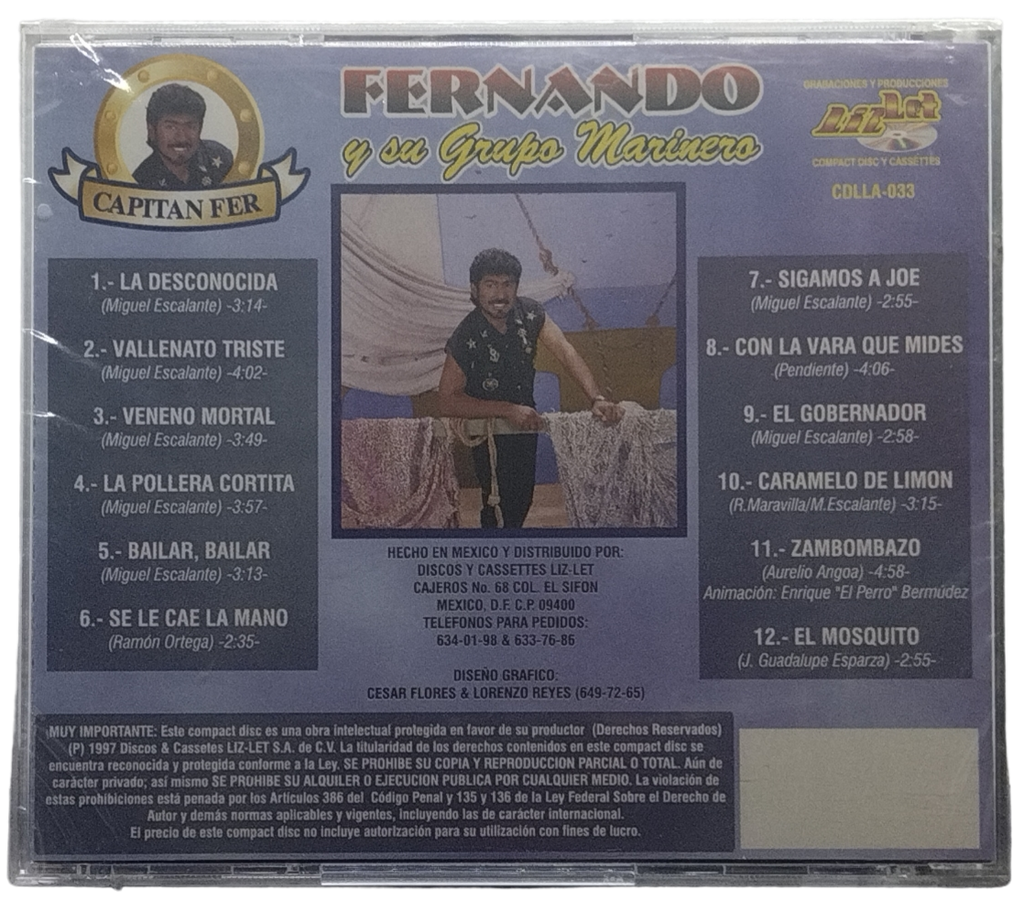 FERNANDO
y su Grupo Marinero
CAPITAN FER
GRABACIONES Y PRODUCCIONES
Liz Let
COMPACT DISC Y CASSETTES
CDLLA-033
1.- LA DESCONOCIDA
(Miguel Escalante) -3:14-
2.- VALLENATO TRISTE
(Miguel Escalante) -4:02-
3.- VENENO MORTAL
(Miguel Escalante) -3:49-
4.- LA POLLERA CORTITA
(Miguel Escalante) -3:57-
5.- BAILAR, BAILAR
(Miguel Escalante) -3:13-
6.- SE LE CAE LA MANO
(Ramón Ortega) -2:35-
7.- SIGAMOS A JOE
(Miguel Escalante) -2:55-
8.- CON LA VARA QUE MIDES
(Pendiente) -4:06-
9.- EL GOBERNADOR
(Miguel Escalante) -2:58-
10.- CARAMELO DE LIMON
(R.Maravilla/M.Escalante) -3:15-
11.- ZAMBOMBAZO
(Aurelio Angoa) -4:58-
Animación: Enrique "El Perro" Bermúdez
12.- EL MOSQUITO
(J. Guadalupe Esparza) -2:55-
HECHO EN MEXICO Y DISTRIBUIDO POR:
DISCOS Y CASSETTES LIZ-LET
CAJEROS No. 68 COL. EL SIFON
MEXICO, D.F. C.P. 09400
TELEFONOS PARA PEDIDOS:
634-01-98 & 633-76-86
DISEÑO GRAFICO:
CESAR FLORES & LORENZO REYES (649-72-65)
MUY IMPORTANTE: Este compact disc es una obra intelectual protegida en favor de su productor (Derechos Reservados)
(P) 1997 Discos & Cassetes LIZ-LET S.A. de C.V. La titularidad de los derechos contenidos en este compact disc se
encuentra reconocida y protegida conforme a la Ley. SE PROHIBE SU COPIA Y REPRODUCCION PARCIAL O TOTAL. Aún de
carácter privado; así mismo SE PROHIBE SU ALQUILER O EJECUCION PUBLICA POR CUALQUIER MEDIO. La violación de
estas prohibiciones está penada por los Artículos 386 del Código Penal y 135 y 136 de la Ley Federal Sobre el Derecho de
Autor y demás normas aplicables y vigentes, incluyendo las de carácter internacional.
El precio de este compact disc no incluye autorización para su utilización con fines de lucro.